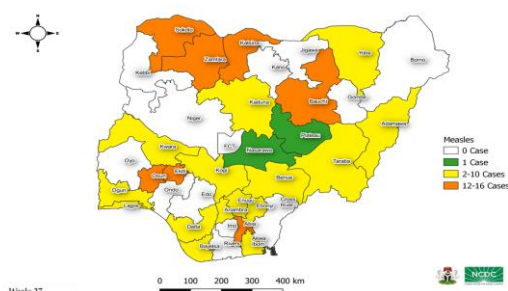 Sokoto
Katsina
Zamfara
Jigawa
Yobe
Borno
Kebbi
Kano
Kaduna
Bauchi
Gombe
Adamawa
Niger
Plateau
FCT
Nasarawa
Kwara
Taraba
Oyo
Ekiti
Osun
Kogi
Benue
Ogun
Ondo
Edo
Lagos
Enugu
Ebonyi
Cross River
Anambra
Delta
Imo
Abia
Akwa Ibom
Bayelsa
Rivers
Measles
0 Case
1 Case
2-10 Cases
12-16 Cases
0 100 200 300 400 km
NCDC